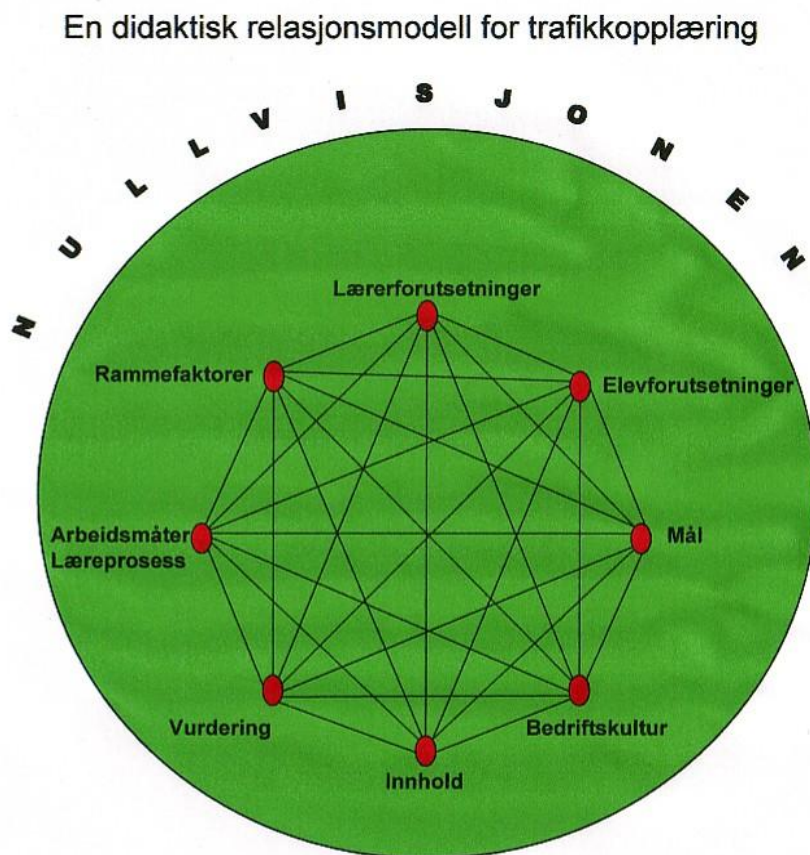 En didaktisk relasjonsmodell for trafikkopplæring
NULLVISJONEN
Lærerforutsetninger
Rammefaktorer
Elevforutsetninger
Arbeidsmåter
Læreprosess
Mål
Vurdering
Bedriftskultur
Innhold